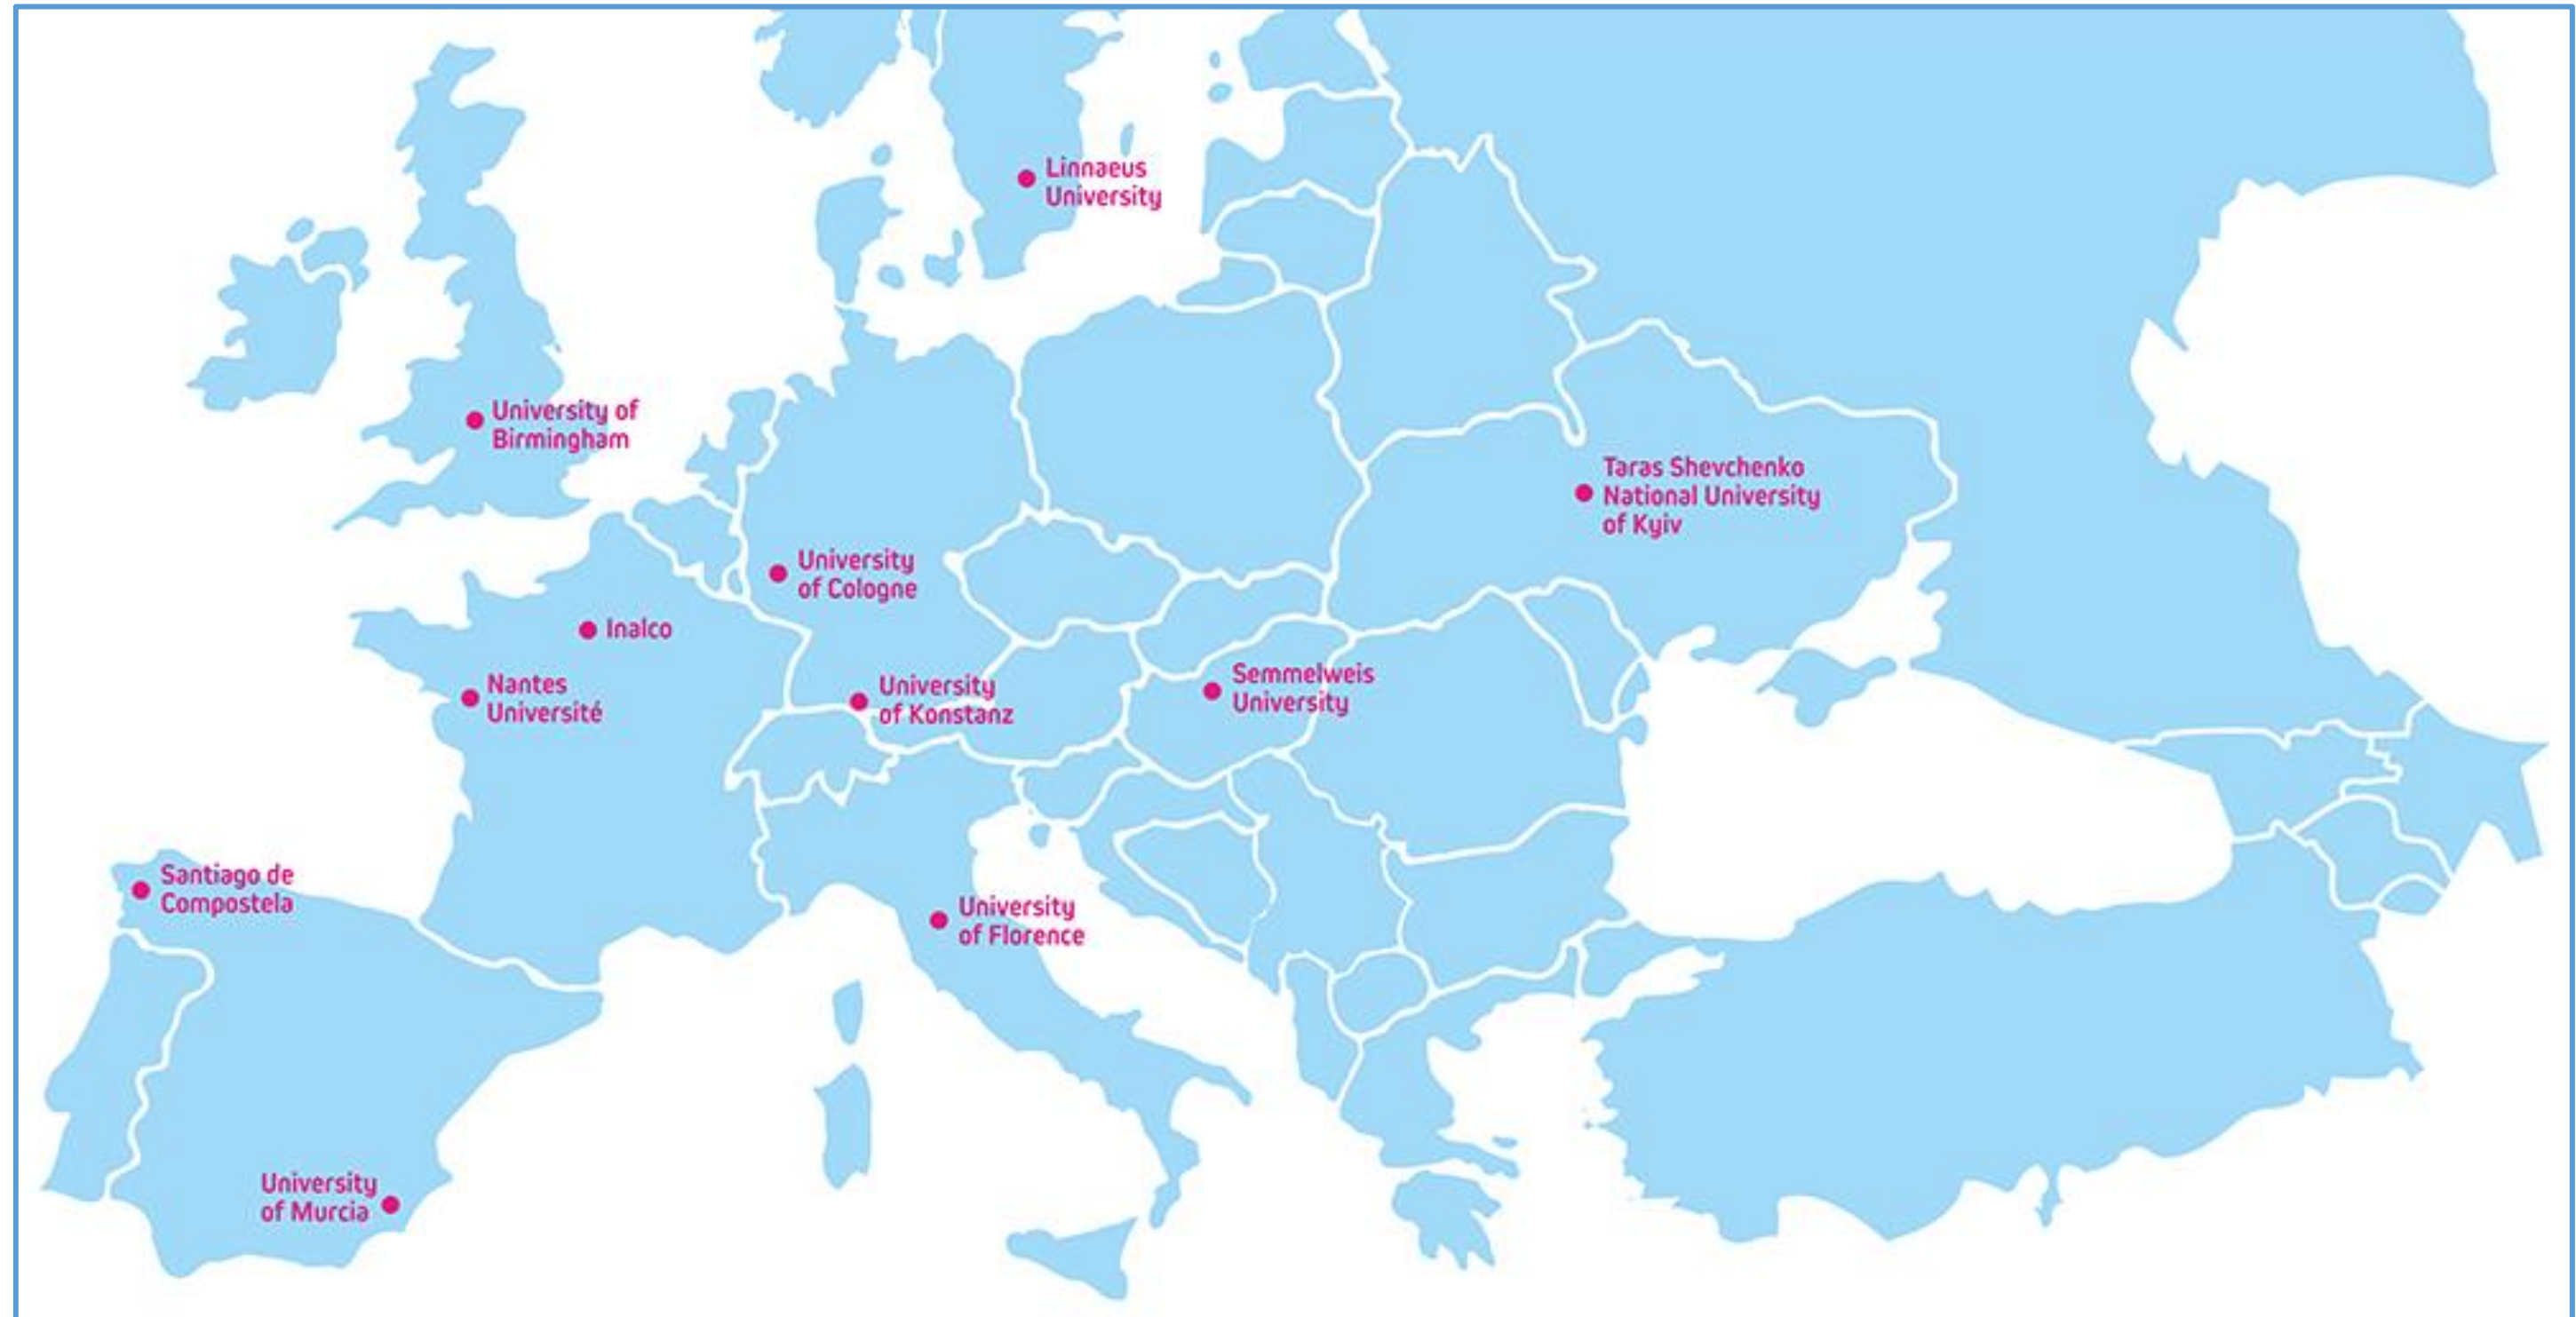 Linnaeus
University
University of
Birmingham
Taras Shevchenko
National University
of Kyiv
University
of Cologne
Inalco
Nantes
Université
University
of Konstanz
Semmelweis
University
Santiago de
Compostela
University
of Florence
University
of Murcia